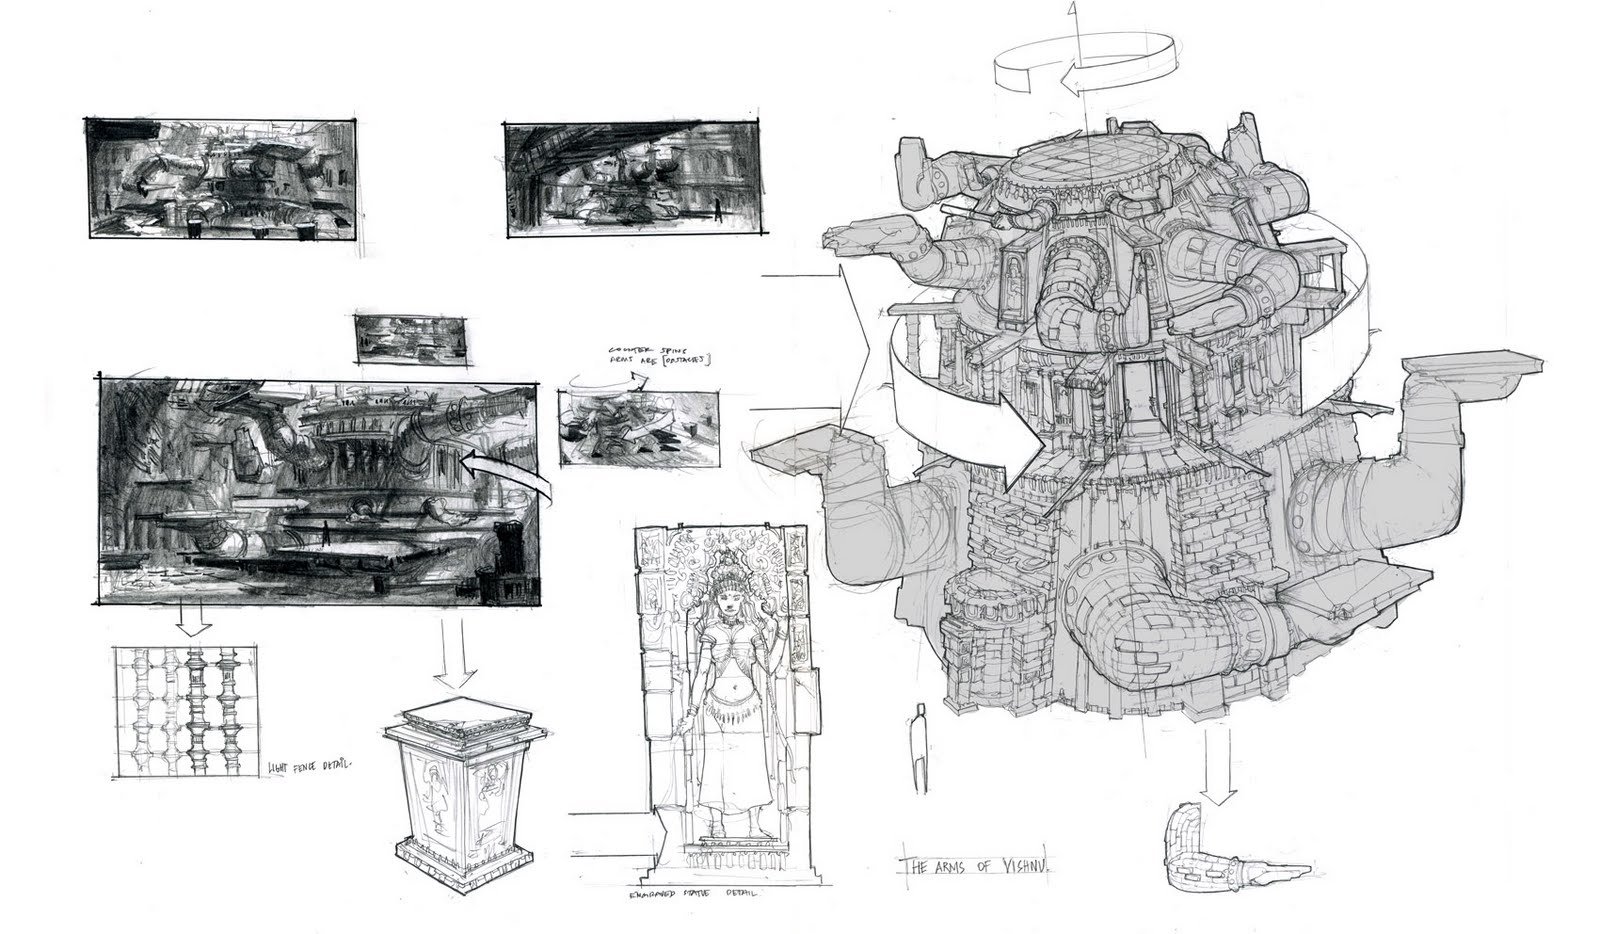 COUNTER SPINS
ARMS ARE [OBSTACLES]
LIGHT FENCE DETAIL.
ENGRAVED STATUE DETAIL.
THE ARMS OF VISHNU.